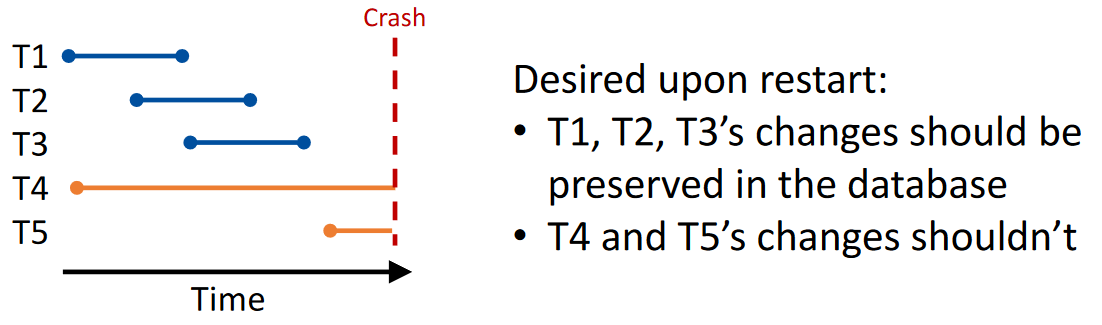 Crash
T1
T2
T3
T4
T5
Time
Desired upon restart:
• T1, T2, T3’s changes should be
preserved in the database
• T4 and T5’s changes shouldn’t